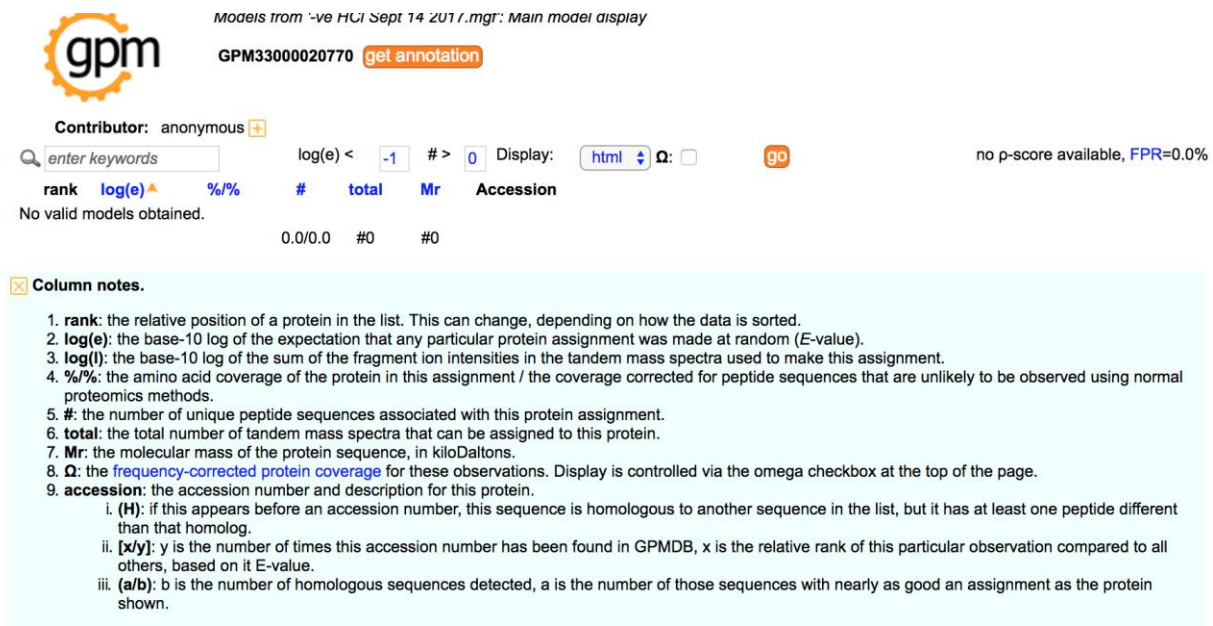 Models from '-ve HCl Sept 14 2017.mgf': Main model display
gpm
GPM33000020770 get annotation
Contributor: anonymous +
enter keywords log(e) < -1 # > 0 Display: html Ω: go no ρ-score available, FPR=0.0%
rank log(e) %/% # total Mr Accession
No valid models obtained.
0.0/0.0 #0 #0
Column notes.
1. rank: the relative position of a protein in the list. This can change, depending on how the data is sorted.
2. log(e): the base-10 log of the expectation that any particular protein assignment was made at random (E-value).
3. log(I): the base-10 log of the sum of the fragment ion intensities in the tandem mass spectra used to make this assignment.
4. %/%: the amino acid coverage of the protein in this assignment / the coverage corrected for peptide sequences that are unlikely to be observed using normal
proteomics methods.
5. #: the number of unique peptide sequences associated with this protein assignment.
6. total: the total number of tandem mass spectra that can be assigned to this protein.
7. Mr: the molecular mass of the protein sequence, in kiloDaltons.
8. Ω: the frequency-corrected protein coverage for these observations. Display is controlled via the omega checkbox at the top of the page.
9. accession: the accession number and description for this protein.
i. (H): if this appears before an accession number, this sequence is homologous to another sequence in the list, but it has at least one peptide different
than that homolog.
ii. [x/y]: y is the number of times this accession number has been found in GPMDB, x is the relative rank of this particular observation compared to all
others, based on it E-value.
iii. (a/b): b is the number of homologous sequences detected, a is the number of those sequences with nearly as good an assignment as the protein
shown.